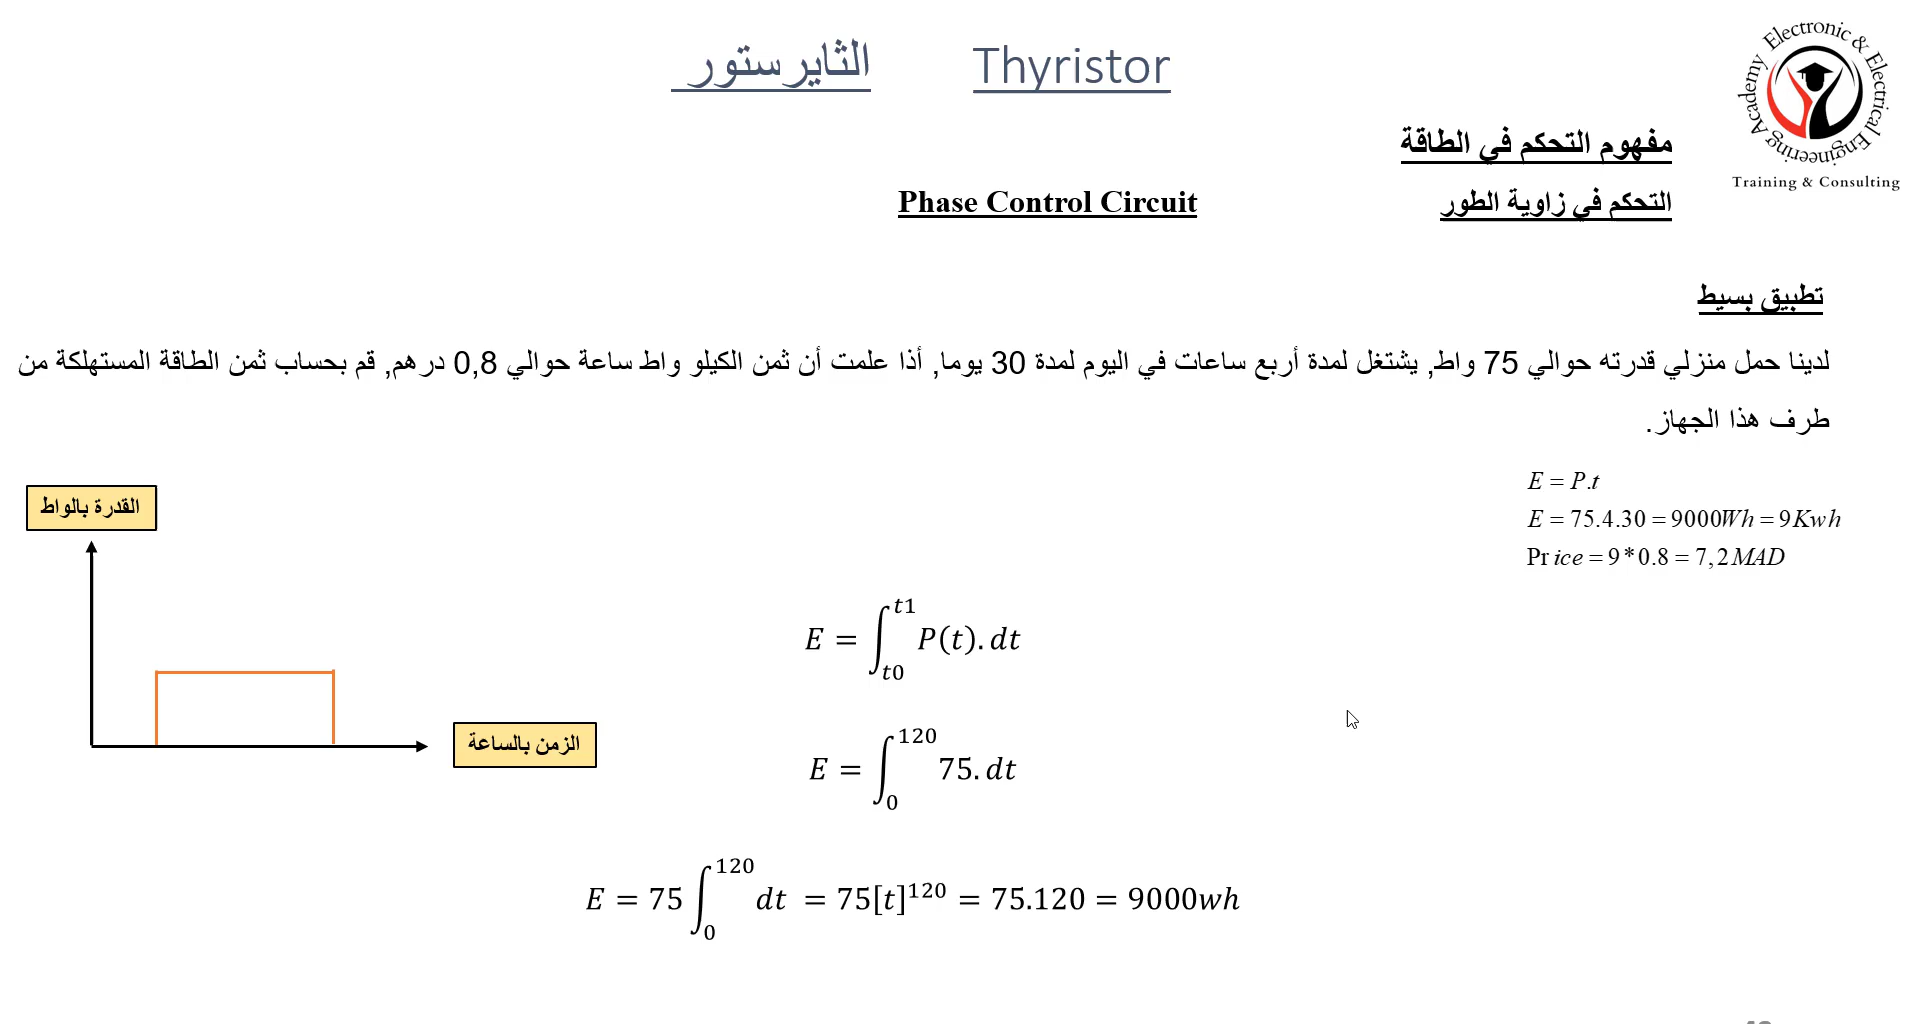 الثايرستور Thyristor
Electronic & Electrical Engineering Academy
Training & Consulting
مفهوم التحكم في الطاقة
التحكم في زاوية الطور Phase Control Circuit
تطبيق بسيط
لدينا حمل منزلي قدرته حوالي 75 واط, يشتغل لمدة أربع ساعات في اليوم لمدة 30 يوما, أذا علمت أن ثمن الكيلو واط ساعة حوالي 0,8 درهم, قم بحساب ثمن الطاقة المستهلكة من
طرف هذا الجهاز.
E = P.t
E = 75.4.30 = 9000Wh = 9Kwh
Price = 9*0.8 = 7,2MAD
القدرة بالواط
الزمن بالساعة
E = ∫_{t0}^{t1} P(t).dt
E = ∫_{0}^{120} 75.dt
E = 75 ∫_{0}^{120} dt = 75[t]^{120} = 75.120 = 9000wh